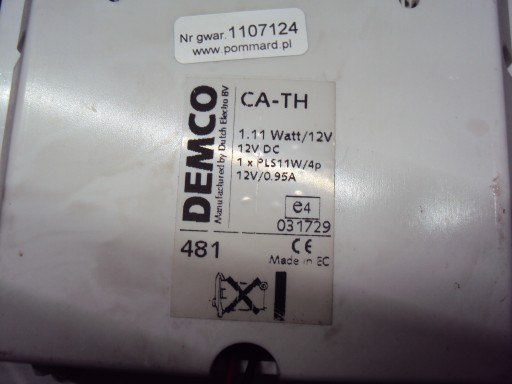 Nr gwar. 1107124
www.pommard.pl
DEMCO
Manufactured by Dutch Electro BV
CA-TH
1.11 Watt/12V
12V DC
1 x PLS11W/4p
12V/0.95A
e4
031729
481
CE
Made in EC